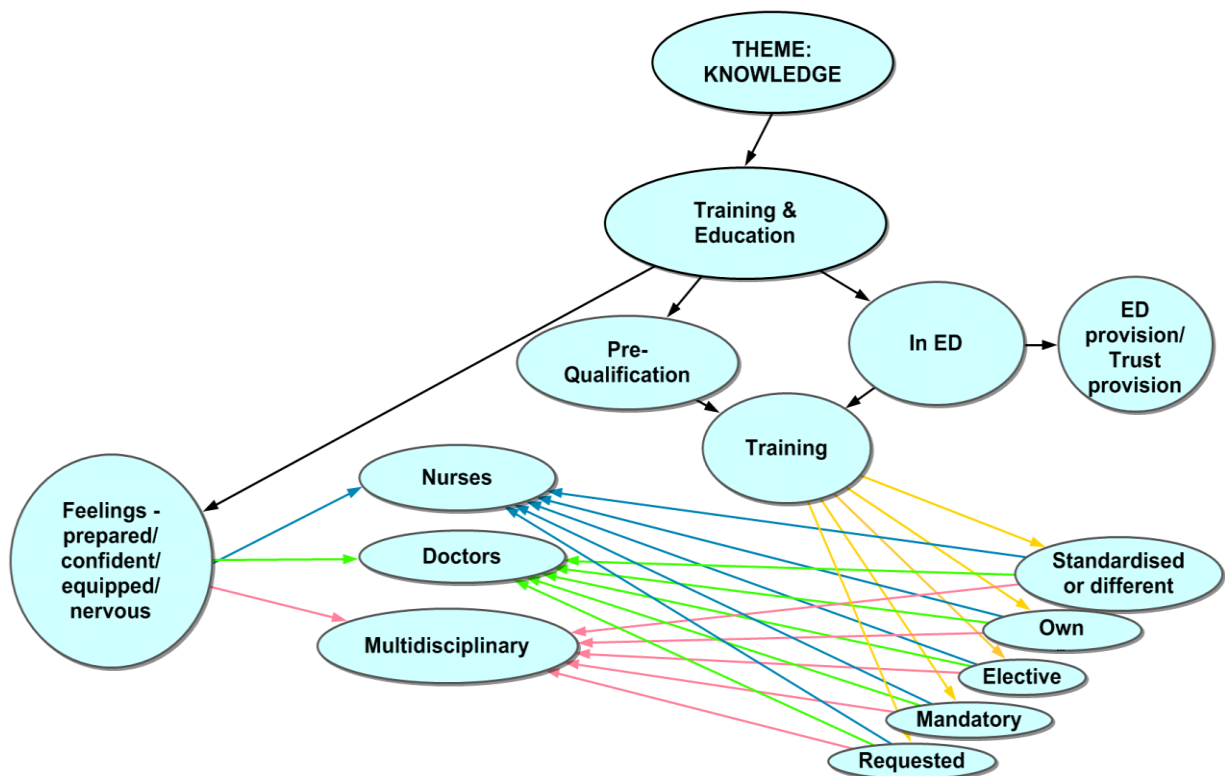 THEME:
KNOWLEDGE
Training &
Education
Pre-
Qualification
In ED
ED
provision/
Trust
provision
Training
Feelings -
prepared/
confident/
equipped/
nervous
Nurses
Doctors
Multidisciplinary
Standardised
or different
Own
...
Elective
Mandatory
Requested